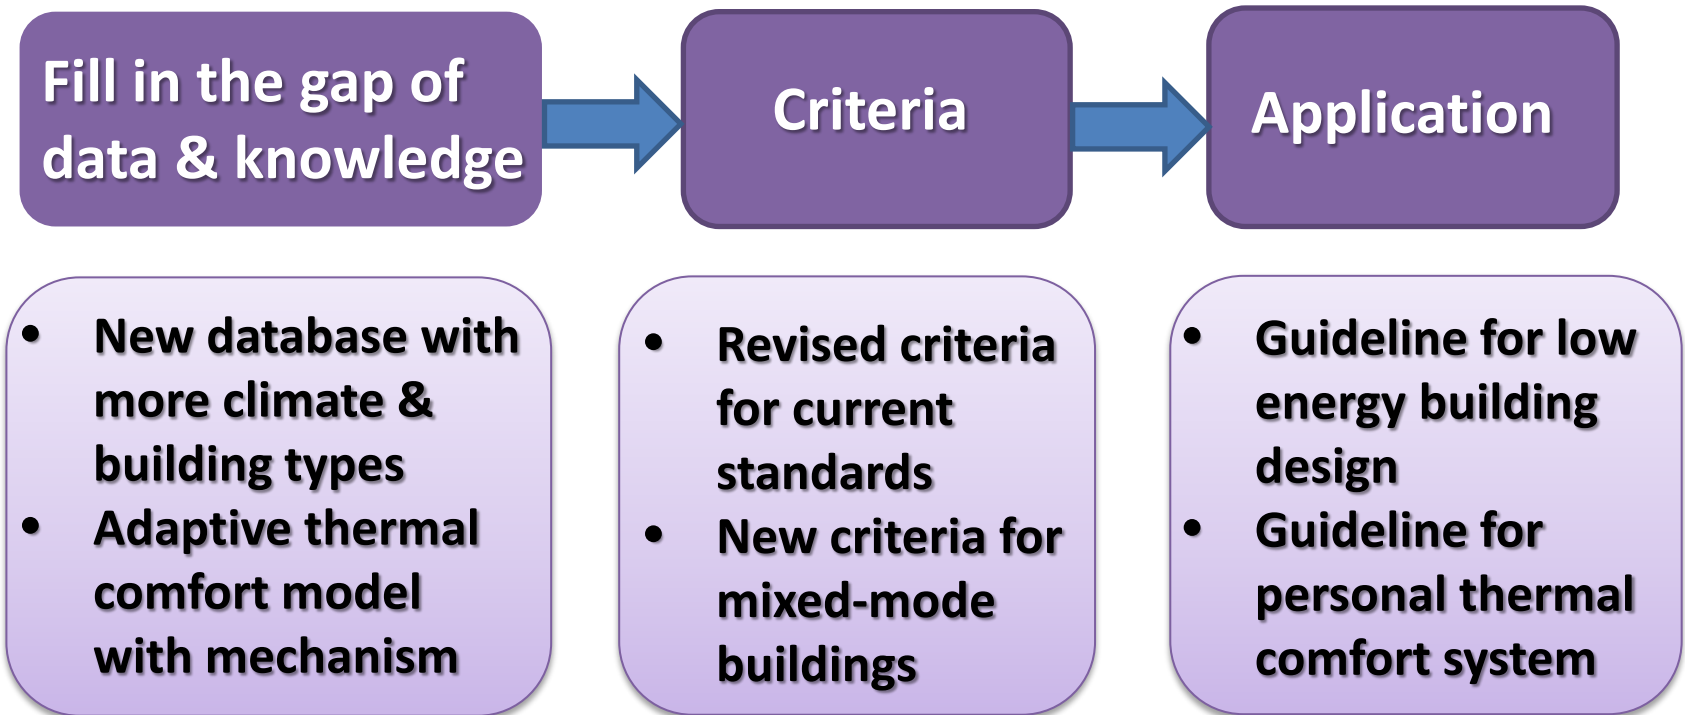 Fill in the gap of
data & knowledge
Criteria
Application
• New database with
more climate &
building types
• Adaptive thermal
comfort model
with mechanism
• Revised criteria
for current
standards
• New criteria for
mixed-mode
buildings
• Guideline for low
energy building
design
• Guideline for
personal thermal
comfort system